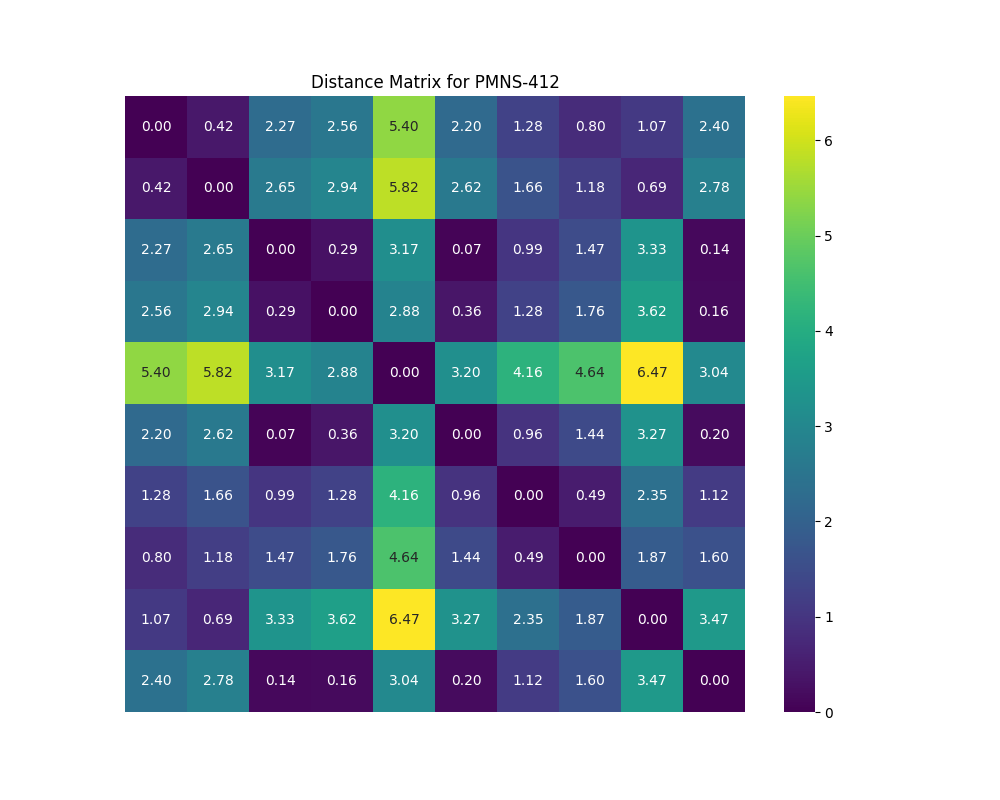 Distance Matrix for PMNS-412
0.00 0.42 2.27 2.56 5.40 2.20 1.28 0.80 1.07 2.40
0.42 0.00 2.65 2.94 5.82 2.62 1.66 1.18 0.69 2.78
2.27 2.65 0.00 0.29 3.17 0.07 0.99 1.47 3.33 0.14
2.56 2.94 0.29 0.00 2.88 0.36 1.28 1.76 3.62 0.16
5.40 5.82 3.17 2.88 0.00 3.20 4.16 4.64 6.47 3.04
2.20 2.62 0.07 0.36 3.20 0.00 0.96 1.44 3.27 0.20
1.28 1.66 0.99 1.28 4.16 0.96 0.00 0.49 2.35 1.12
0.80 1.18 1.47 1.76 4.64 1.44 0.49 0.00 1.87 1.60
1.07 0.69 3.33 3.62 6.47 3.27 2.35 1.87 0.00 3.47
2.40 2.78 0.14 0.16 3.04 0.20 1.12 1.60 3.47 0.00
6
5
4
3
2
1
0